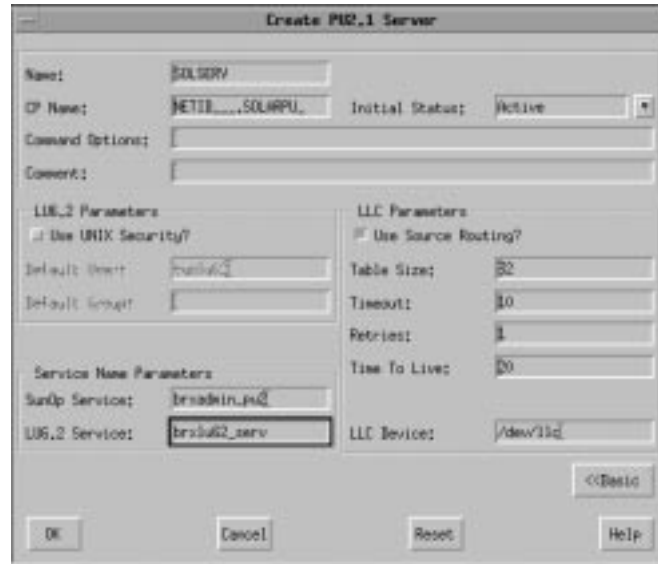 Create PU2.1 Server
Name: SOLSERV
CP Name: NETID___.SOLARPU_ Initial Status: Active
Command Options:
Comment:
LU6.2 Parameters
Use UNIX Security?
Default User:
Default Group:
LLC Parameters
Use Source Routing?
Table Size: 32
Timeout: 10
Retries: 1
Time To Live: 20
Service Name Parameters
SunOp Service: brxadmin_pu2
LU6.2 Service: brxlu62_serv
LLC Device: /dev/llc
<<Basic
OK Cancel Reset Help